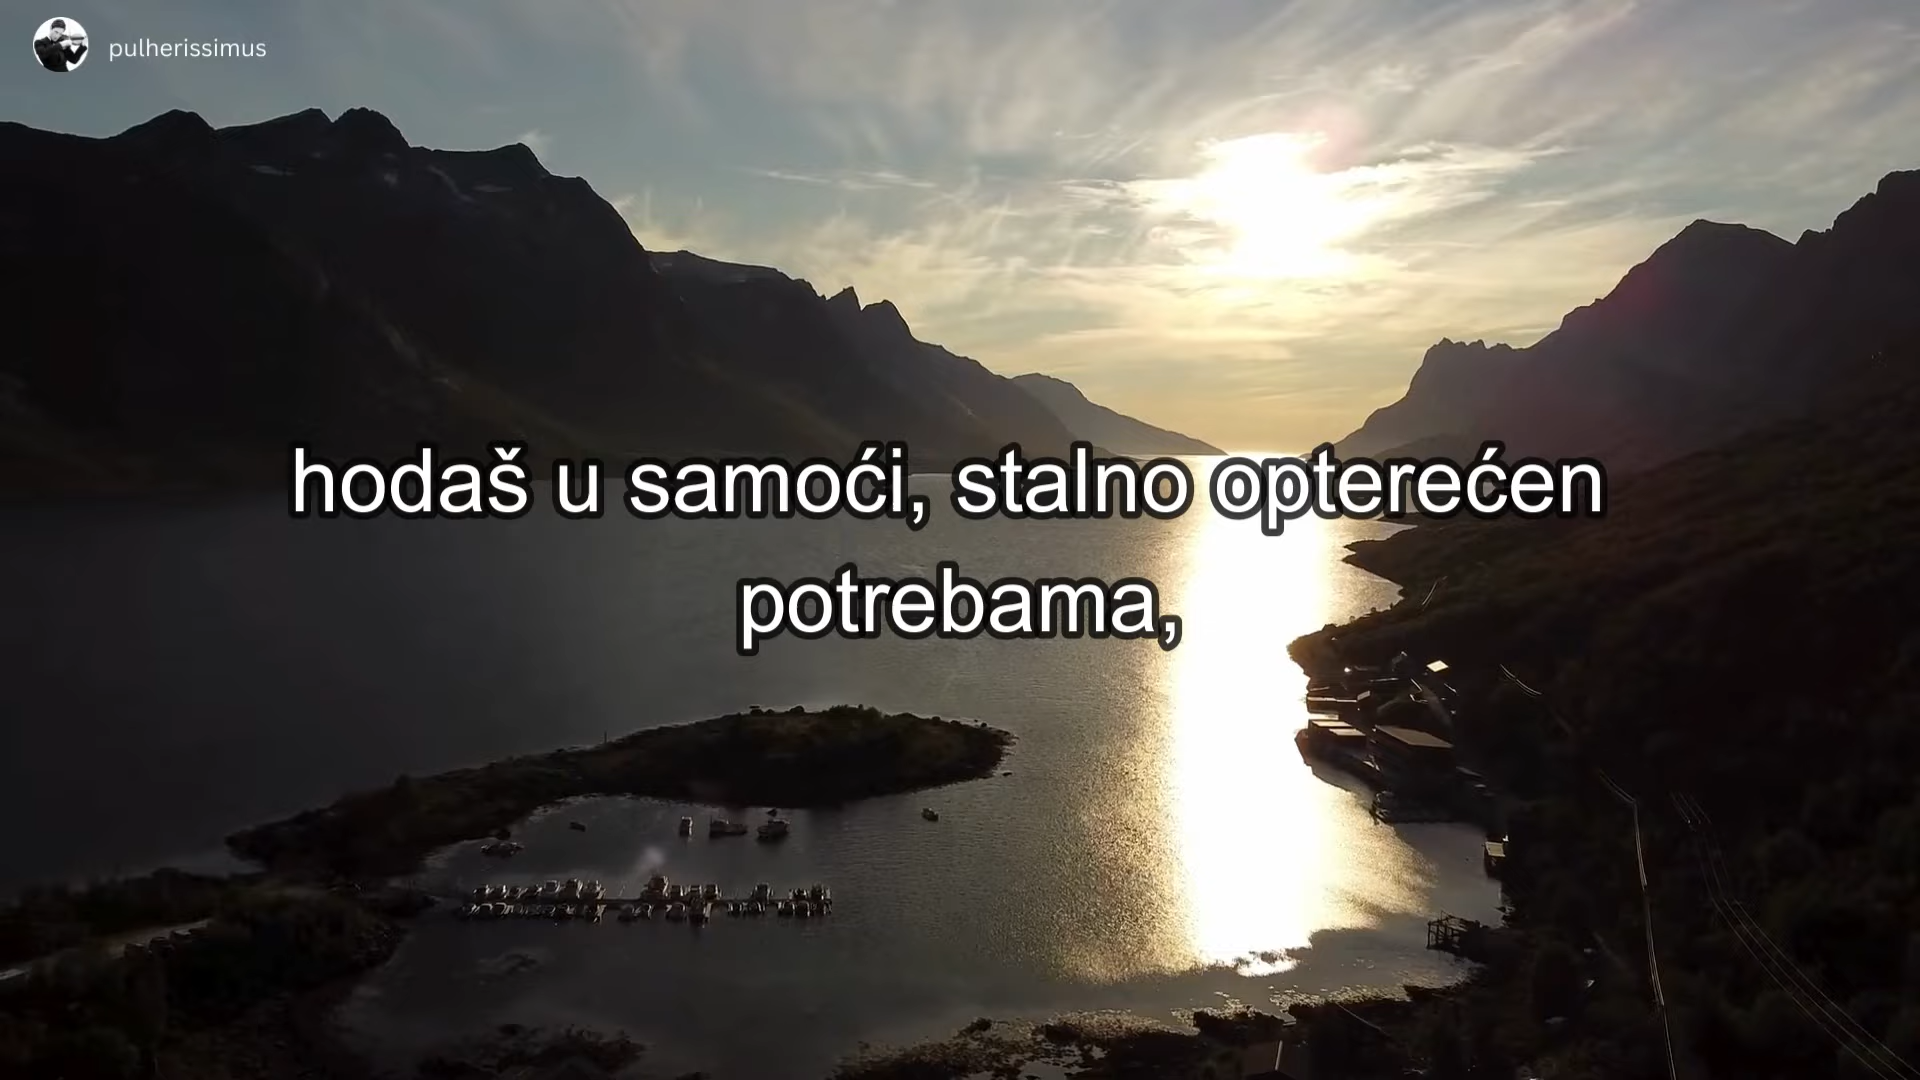 pulherissimus
hodaš u samoći, stalno opterećen
potrebama,